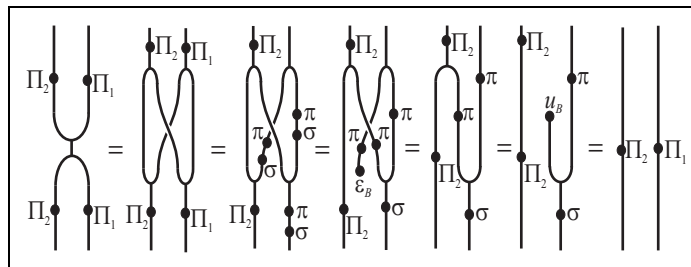 Π₂ Π₁ Π₂ Π₂ Π₂ Π₂
Π₂ Π₁ π π
π π π u_B
σ
= = π = π π = = = Π₂ Π₁
σ Π₂
ε_B
Π₂ Π₁ Π₂ Π₁ Π₂ π Π₂ σ σ σ
σ